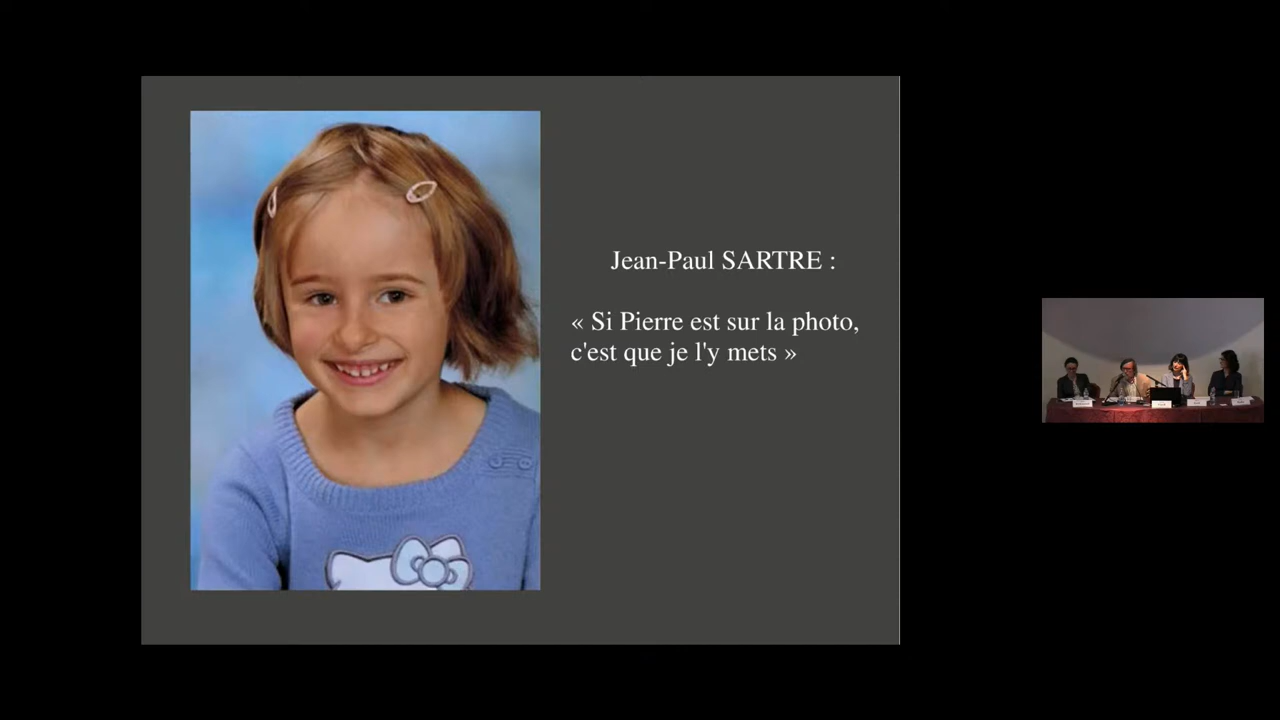 Jean-Paul SARTRE :
« Si Pierre est sur la photo,
c'est que je l'y mets »